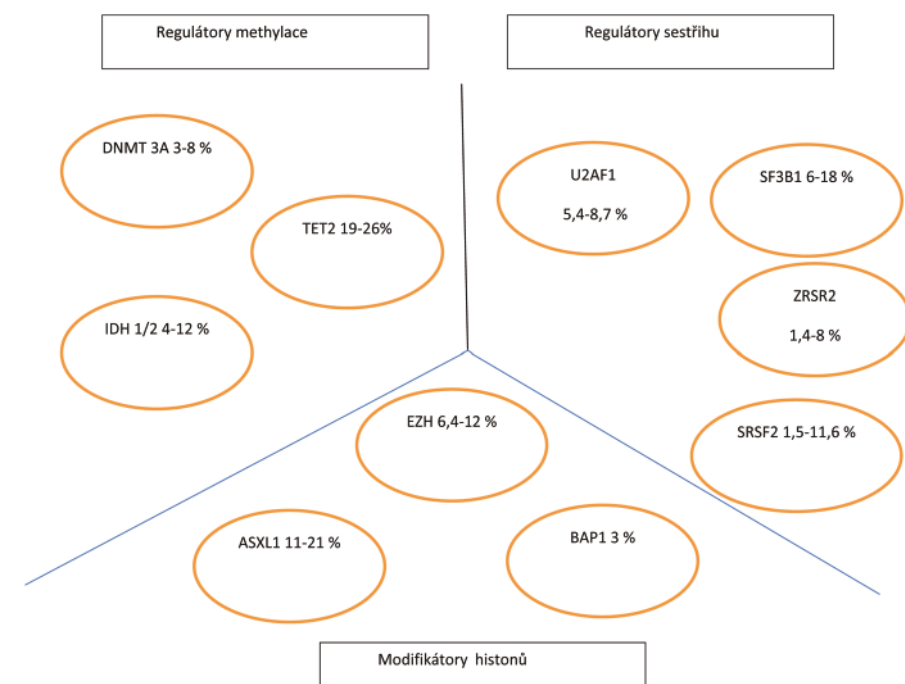 Regulátory methylace
Regulátory sestřihu
DNMT 3A 3-8 %
TET2 19-26%
IDH 1/2 4-12 %
U2AF1
5,4-8,7 %
SF3B1 6-18 %
ZRSR2
1,4-8 %
SRSF2 1,5-11,6 %
EZH 6,4-12 %
ASXL1 11-21 %
BAP1 3 %
Modifikátory histonů